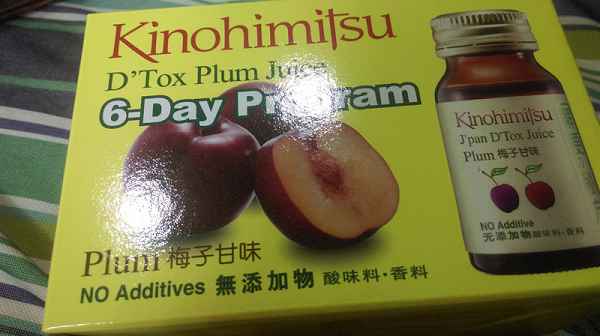 Kinohimitsu
D'Tox Plum Juice
6-Day Program
Plum 梅子甘味
NO Additives 無添加物 酸味料·香料
Kinohimitsu
J'pan D'Tox Juice
Plum 梅子甘味
NO Additive
无添加物 酸味料·香料